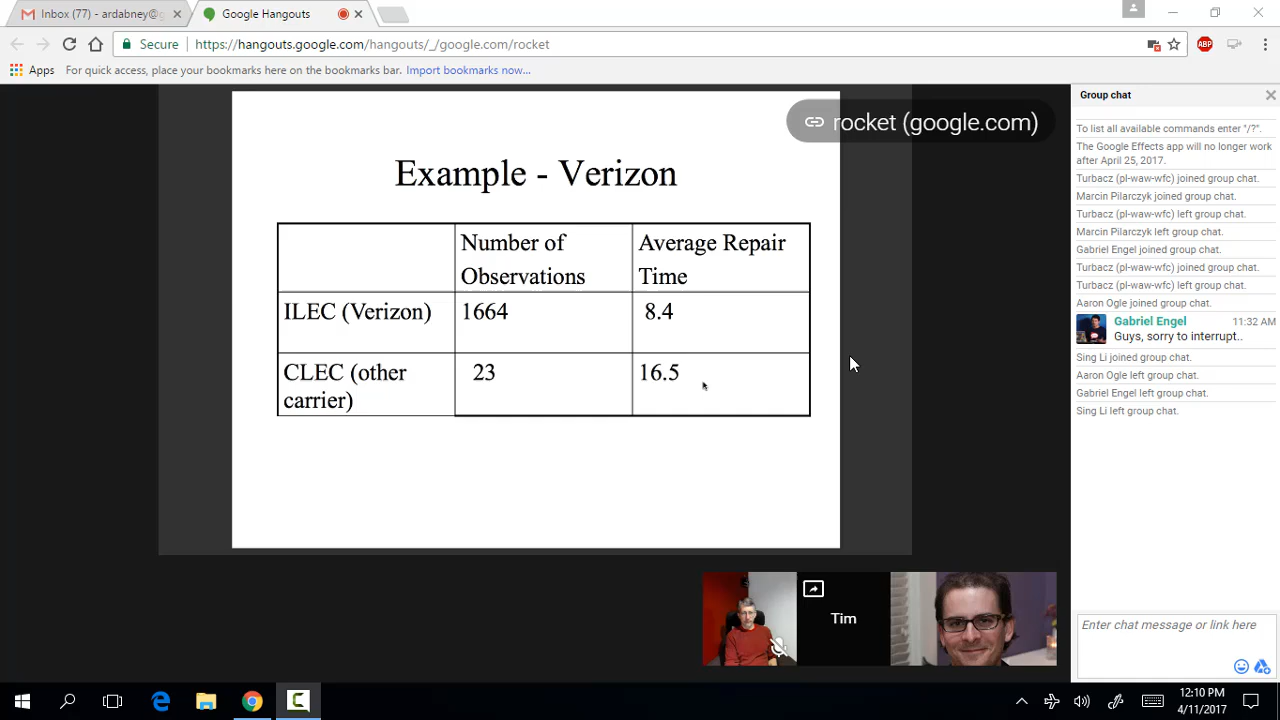 Inbox (77) - ardabney@g
Google Hangouts
Secure
https://hangouts.google.com/hangouts/_/google.com/rocket
ABP
Apps
For quick access, place your bookmarks here on the bookmarks bar. Import bookmarks now...
rocket (google.com)
Example - Verizon
Number of
Observations
Average Repair
Time
ILEC (Verizon)
1664
8.4
CLEC (other
carrier)
23
16.5
Tim
Group chat
To list all available commands enter "/?".
The Google Effects app will no longer work
after April 25, 2017.
Turbacz (pl-waw-wfc) joined group chat.
Marcin Pilarczyk joined group chat.
Turbacz (pl-waw-wfc) left group chat.
Marcin Pilarczyk left group chat.
Gabriel Engel joined group chat.
Turbacz (pl-waw-wfc) joined group chat.
Turbacz (pl-waw-wfc) left group chat.
Aaron Ogle joined group chat.
Gabriel Engel
11:32 AM
Guys, sorry to interrupt..
Sing Li joined group chat.
Aaron Ogle left group chat.
Gabriel Engel left group chat.
Sing Li left group chat.
Enter chat message or link here
12:10 PM
4/11/2017